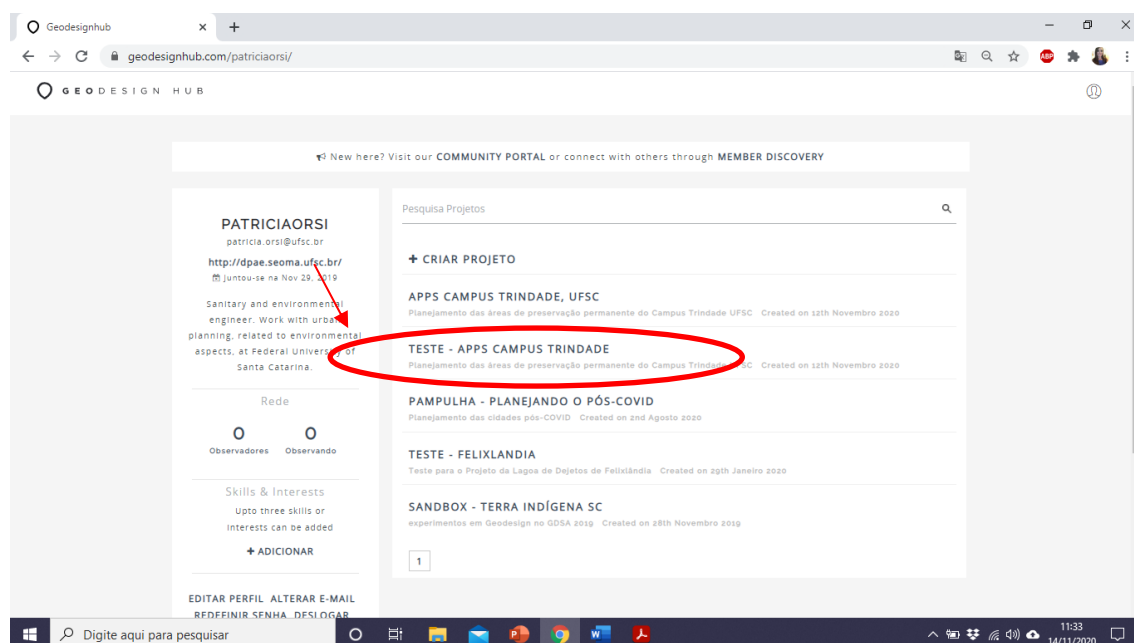 Geodesignhub
geodesignhub.com/patriciaorsi/
ABP
GEODESIGN HUB
New here? Visit our COMMUNITY PORTAL or connect with others through MEMBER DISCOVERY
PATRICIAORSI
patricia.orsi@ufsc.br
http://dpae.seoma.ufsc.br/
Juntou-se na Nov 29, 2019
Sanitary and environmental
engineer. Work with urban
planning, related to environmental
aspects, at Federal University of
Santa Catarina.
Rede
0 0
Observadores Observando
Skills & Interests
Upto three skills or
interests can be added
+ ADICIONAR
EDITAR PERFIL ALTERAR E-MAIL
REDEFINIR SENHA DESLOGAR
Pesquisa Projetos
+ CRIAR PROJETO
APPS CAMPUS TRINDADE, UFSC
Planejamento das áreas de preservação permanente do Campus Trindade UFSC Created on 12th Novembro 2020
TESTE - APPS CAMPUS TRINDADE
Planejamento das áreas de preservação permanente do Campus Trindade UFSC Created on 12th Novembro 2020
PAMPULHA - PLANEJANDO O PÓS-COVID
Planejamento das cidades pós-COVID Created on 2nd Agosto 2020
TESTE - FELIXLANDIA
Teste para o Projeto da Lagoa de Dejetos de Felixlândia Created on 29th Janeiro 2020
SANDBOX - TERRA INDÍGENA SC
experimentos em Geodesign no GDSA 2019 Created on 28th Novembro 2019
1
Digite aqui para pesquisar
11:33
14/11/2020